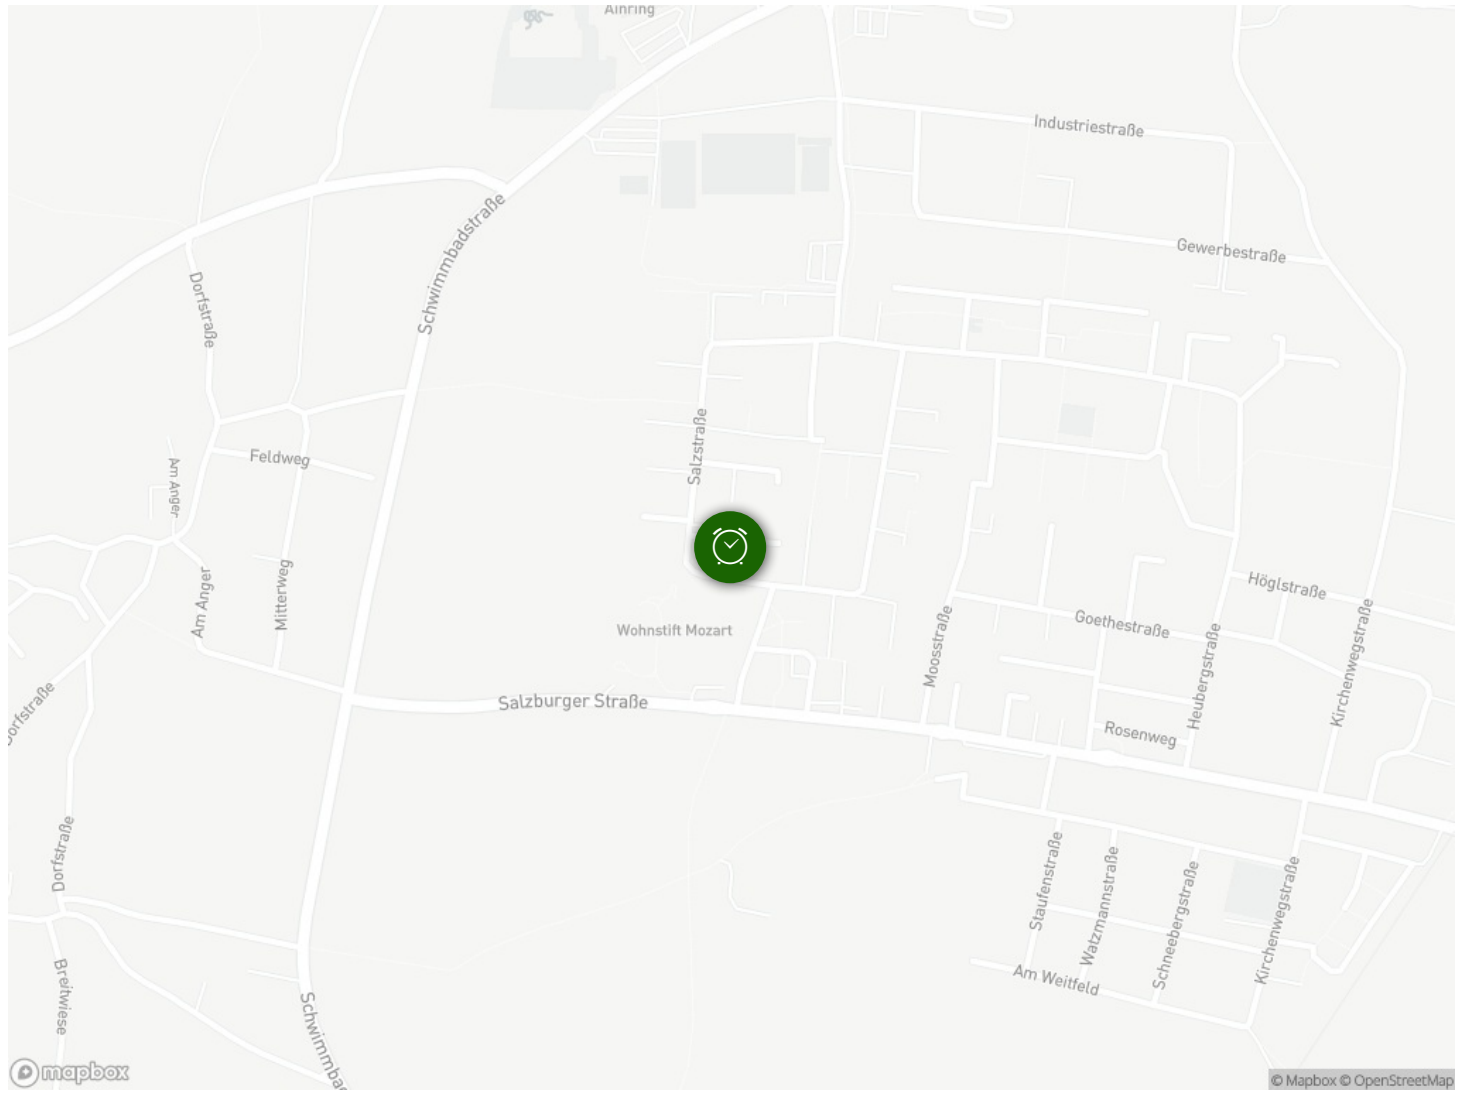 Ainring
Industriestraße
Schwimmbadstraße
Gewerbestraße
Dorfstraße
Salzstraße
Feldweg
Am Anger
Mitterweg
Am Anger
Höglstraße
Goethestraße
Wohnstift Mozart
Moosstraße
Heubergstraße
Kirchenwegstraße
Salzburger Straße
Dorfstraße
Rosenweg
Dorfstraße
Staufenstraße
Watzmannstraße
Schneebergstraße
Kirchenwegstraße
Am Weitfeld
Breitwiese
Schwimmba
mapbox
© Mapbox © OpenStreetMap